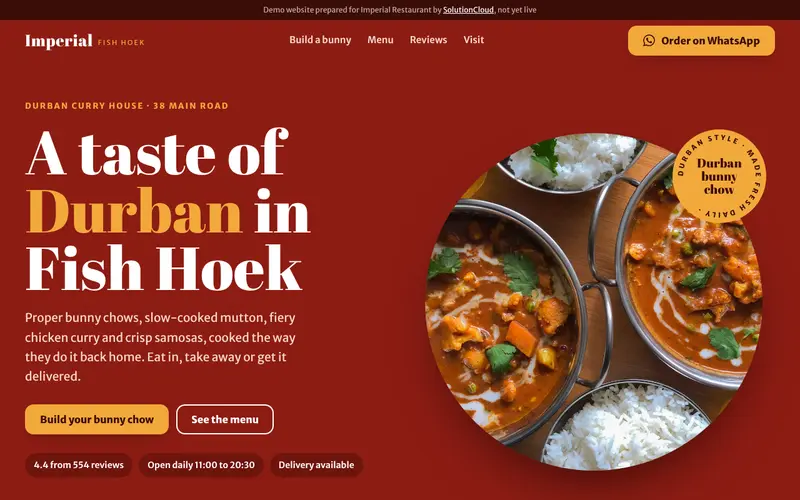 Demo website prepared for Imperial Restaurant by SolutionCloud, not yet live
Imperial FISH HOEK
Build a bunny
Menu
Reviews
Visit
Order on WhatsApp
DURBAN CURRY HOUSE · 38 MAIN ROAD
A taste of
Durban in
Fish Hoek
Proper bunny chows, slow-cooked mutton, fiery
chicken curry and crisp samosas, cooked the way
they do it back home. Eat in, take away or get it
delivered.
Build your bunny chow
See the menu
4.4 from 554 reviews
Open daily 11:00 to 20:30
Delivery available
DURBAN STYLE · MADE FRESH DAILY ·
Durban
bunny
chow